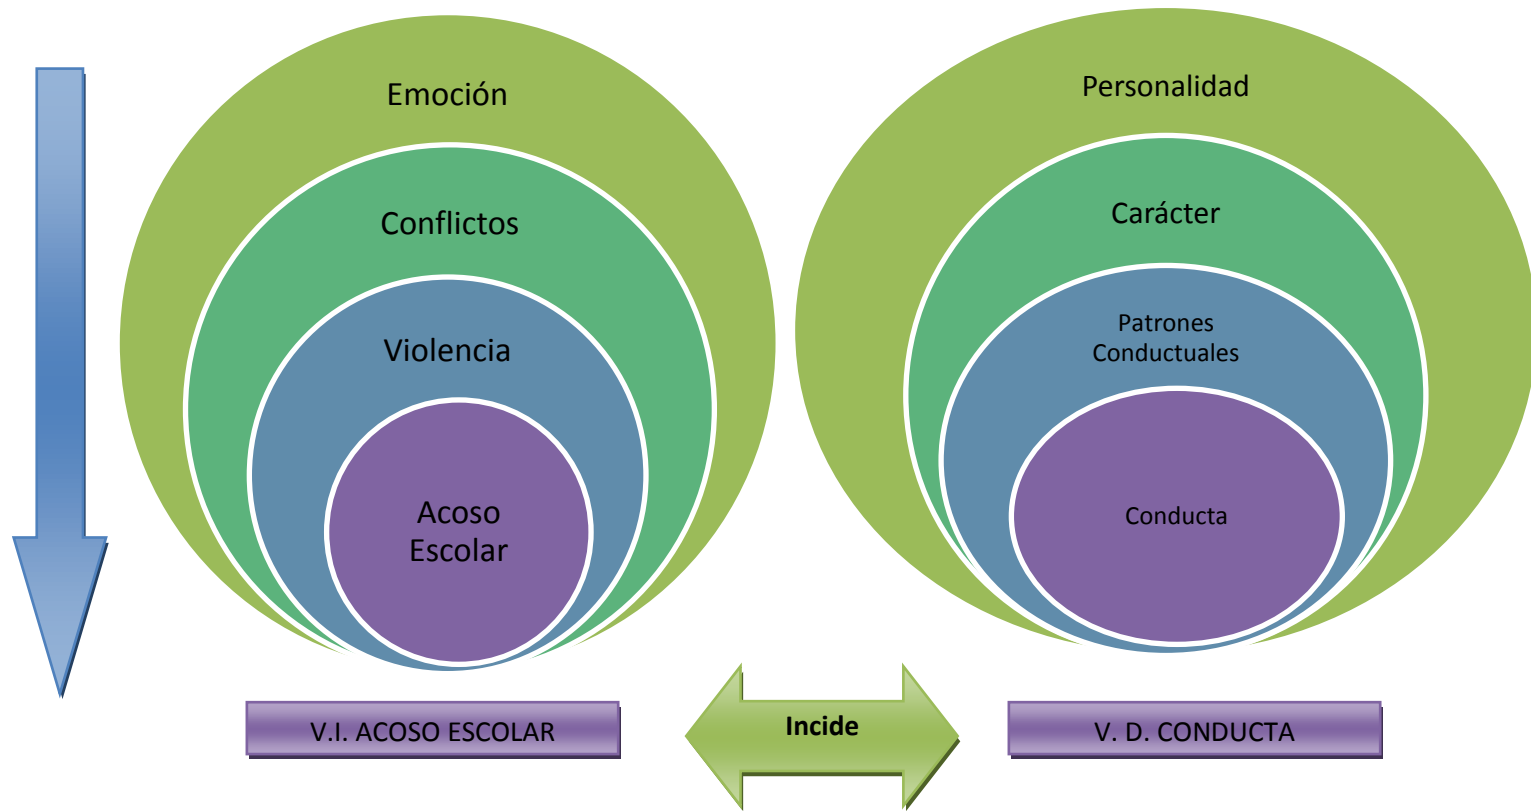 Emoción
Conflictos
Violencia
Acoso
Escolar
Personalidad
Carácter
Patrones
Conductuales
Conducta
V.I. ACOSO ESCOLAR
Incide
V. D. CONDUCTA